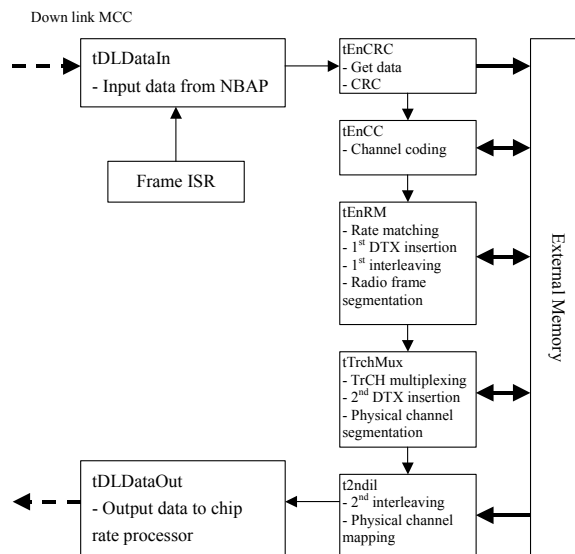 Down link MCC
tDLDataIn
- Input data from NBAP
Frame ISR
tEnCRC
- Get data
- CRC
tEnCC
- Channel coding
tEnRM
- Rate matching
- 1st DTX insertion
- 1st interleaving
- Radio frame
segmentation
tTrchMux
- TrCH multiplexing
- 2nd DTX insertion
- Physical channel
segmentation
t2ndil
- 2nd interleaving
- Physical channel
mapping
tDLDataOut
- Output data to chip
rate processor
External Memory